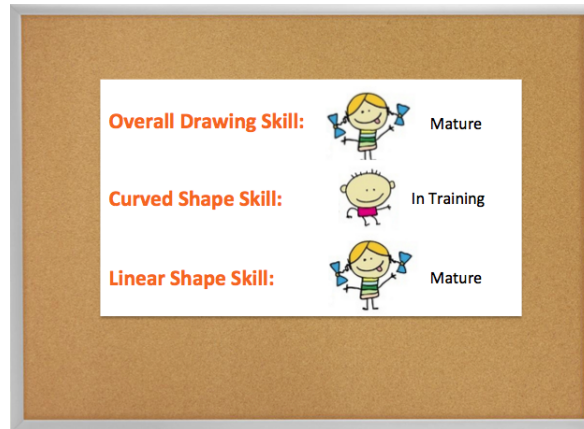 Overall Drawing Skill: Mature
Curved Shape Skill: In Training
Linear Shape Skill: Mature